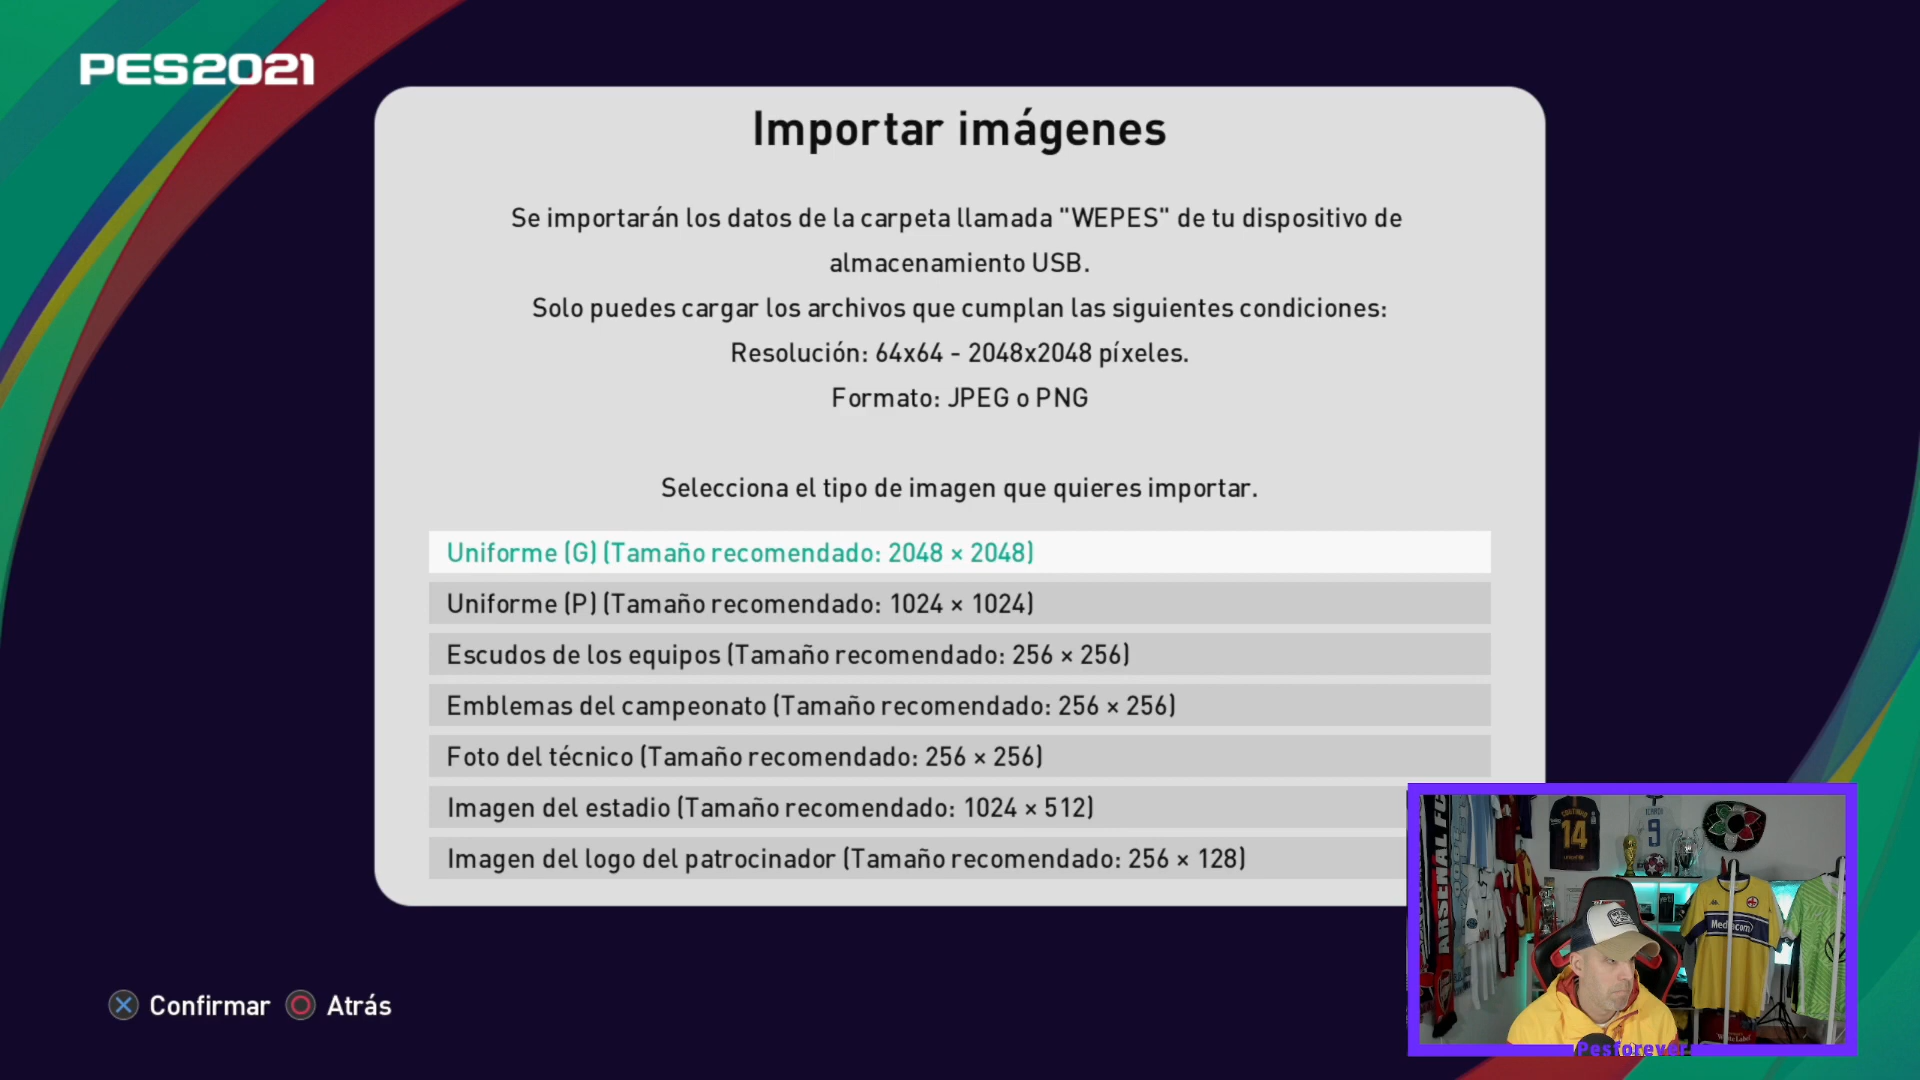 PES2021
Importar imágenes
Se importarán los datos de la carpeta llamada "WEPES" de tu dispositivo de
almacenamiento USB.
Solo puedes cargar los archivos que cumplan las siguientes condiciones:
Resolución: 64x64 - 2048x2048 píxeles.
Formato: JPEG o PNG
Selecciona el tipo de imagen que quieres importar.
Uniforme (G) (Tamaño recomendado: 2048 × 2048)
Uniforme (P) (Tamaño recomendado: 1024 × 1024)
Escudos de los equipos (Tamaño recomendado: 256 × 256)
Emblemas del campeonato (Tamaño recomendado: 256 × 256)
Foto del técnico (Tamaño recomendado: 256 × 256)
Imagen del estadio (Tamaño recomendado: 1024 × 512)
Imagen del logo del patrocinador (Tamaño recomendado: 256 × 128)
ARSENAL FC
14
9
Mediacom
Pesforever
Confirmar
Atrás